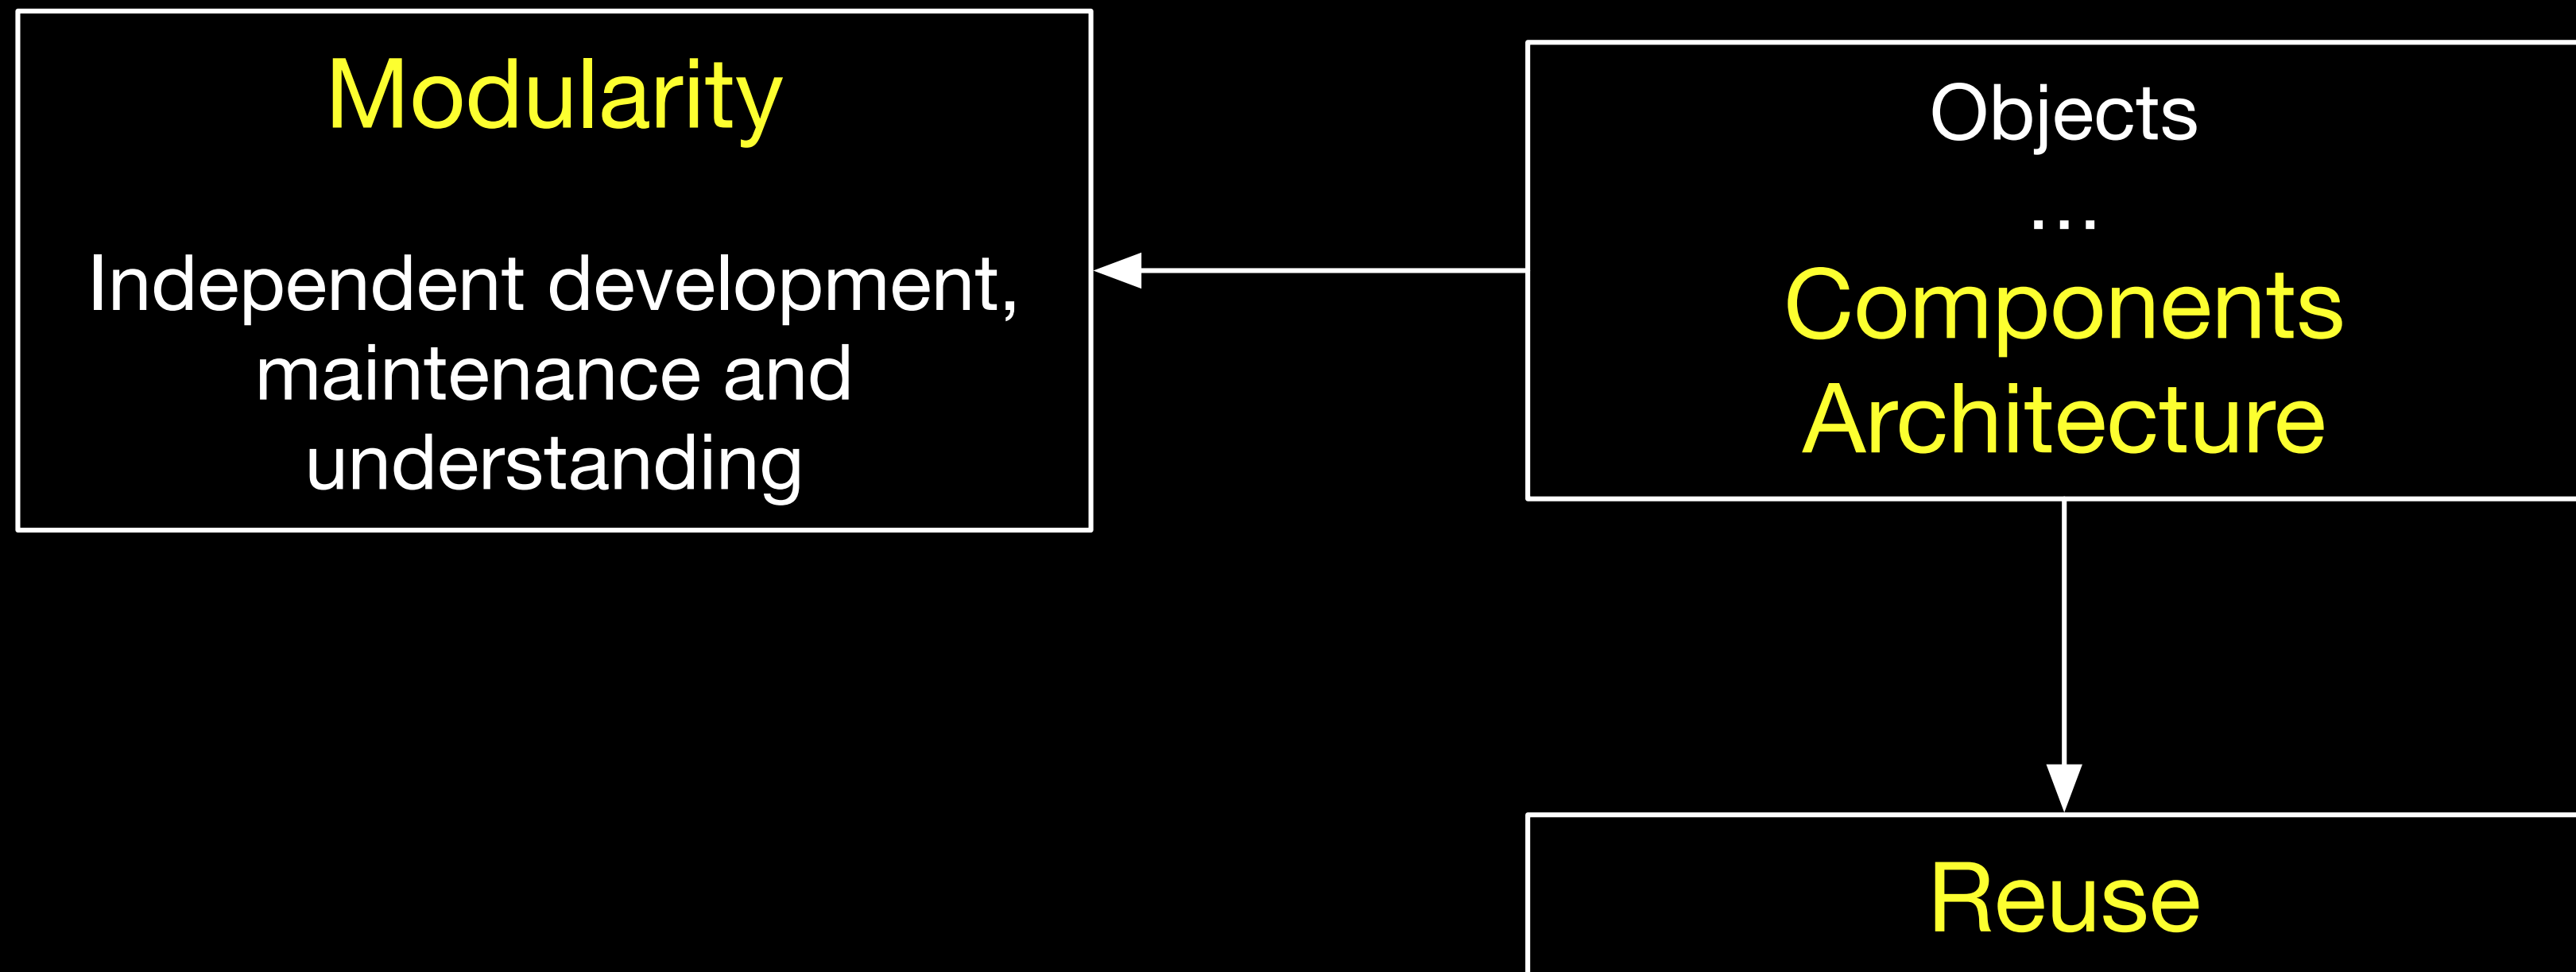 Modularity
Independent development,
maintenance and
understanding
Objects
…
Components
Architecture
Reuse